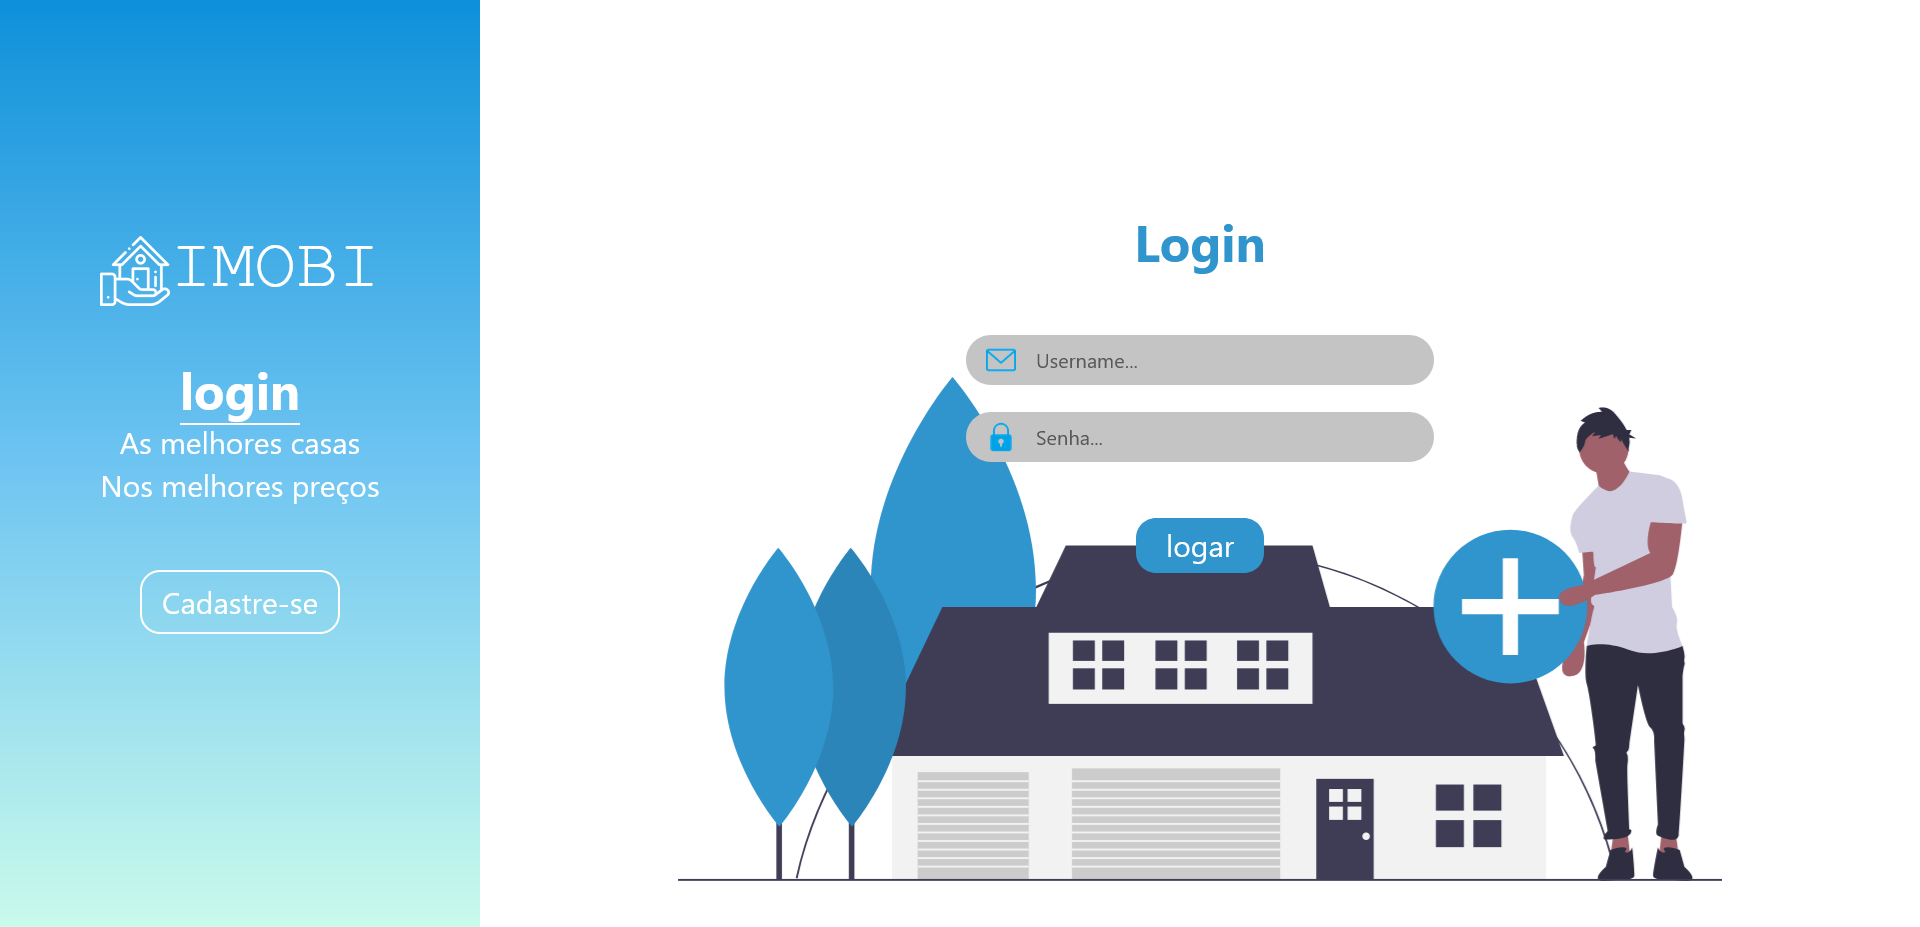 IMOBI
login
As melhores casas
Nos melhores preços
Cadastre-se
Login
Username...
Senha...
logar